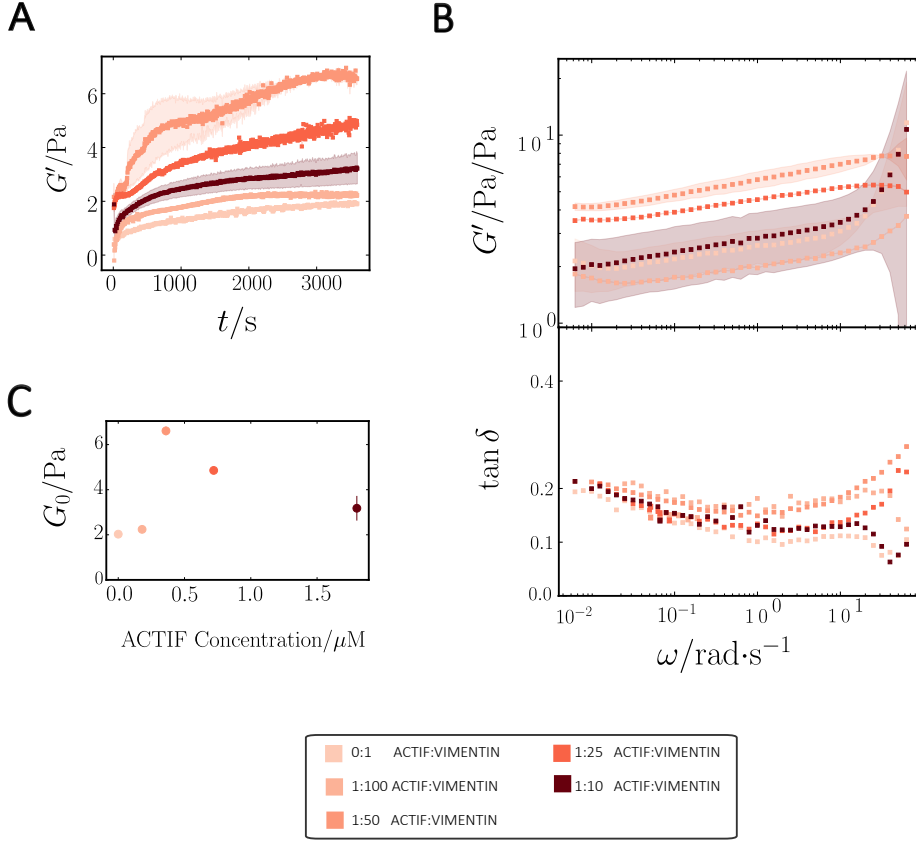 A
G′/Pa
6
4
2
0
0
1000
2000
3000
t/s
B
G′/Pa/Pa
10¹
10⁰
0.4
0.2
0.1
0.0
tan δ
10⁻²
10⁻¹
10⁰
10¹
ω/rad·s⁻¹
C
G₀/Pa
6
4
2
0
0.0
0.5
1.0
1.5
ACTIF Concentration/μM
0:1 ACTIF:VIMENTIN
1:100 ACTIF:VIMENTIN
1:50 ACTIF:VIMENTIN
1:25 ACTIF:VIMENTIN
1:10 ACTIF:VIMENTIN